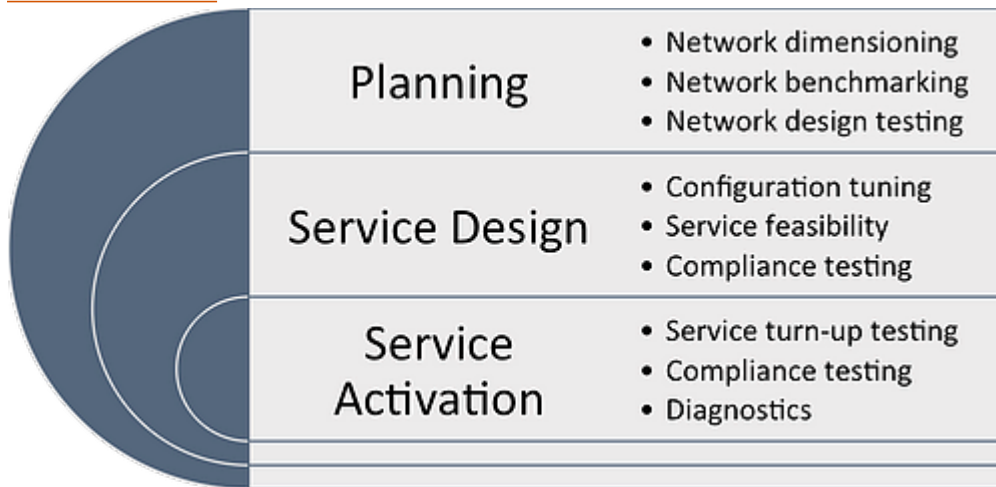 Planning
• Network dimensioning
• Network benchmarking
• Network design testing
Service Design
• Configuration tuning
• Service feasibility
• Compliance testing
Service
Activation
• Service turn-up testing
• Compliance testing
• Diagnostics